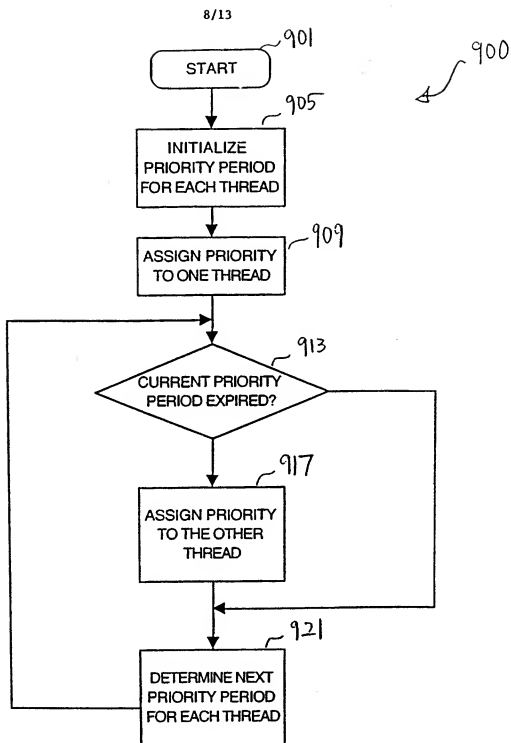 8/13
901
START
900
905
INITIALIZE
PRIORITY PERIOD
FOR EACH THREAD
909
ASSIGN PRIORITY
TO ONE THREAD
913
CURRENT PRIORITY
PERIOD EXPIRED?
917
ASSIGN PRIORITY
TO THE OTHER
THREAD
921
DETERMINE NEXT
PRIORITY PERIOD
FOR EACH THREAD